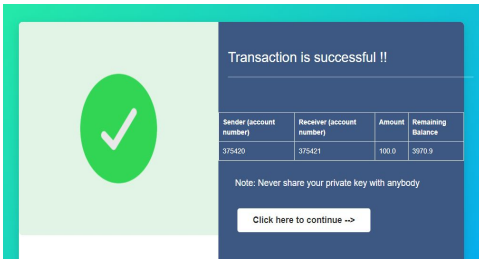 Transaction is successful !!
Sender (account number) Receiver (account number) Amount Remaining Balance
375420 375421 100.0 3970.9
Note: Never share your private key with anybody
Click here to continue -->